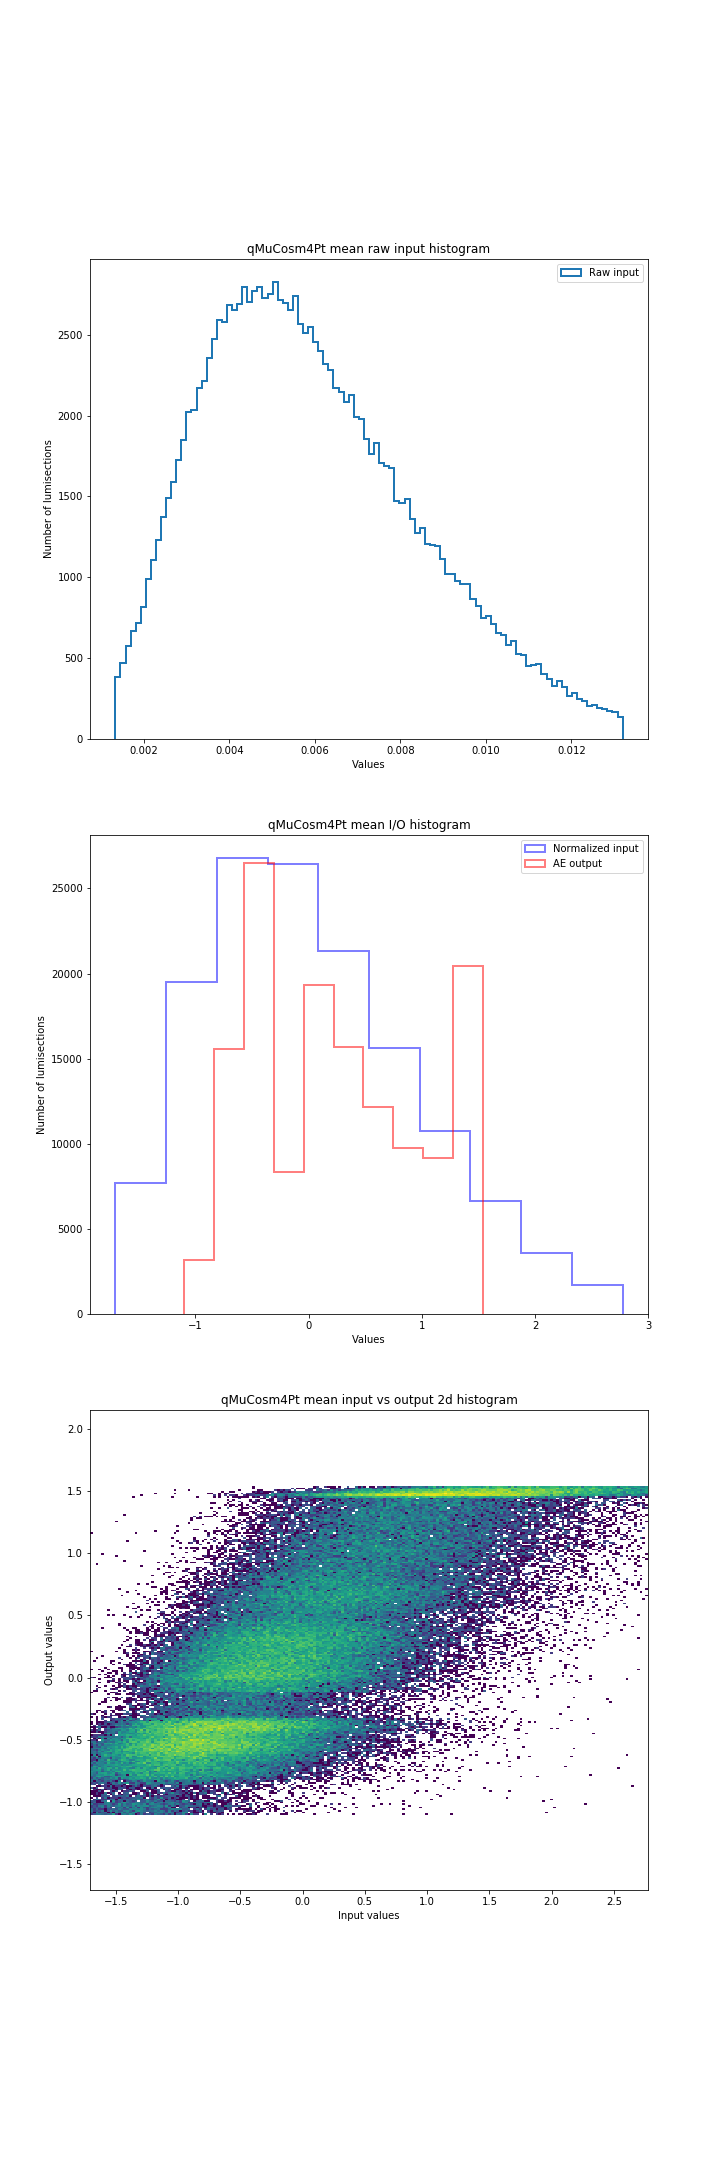 qMuCosm4Pt mean raw input histogram
Raw input
2500
2000
1500
1000
500
0
Number of lumisections
0.002 0.004 0.006 0.008 0.010 0.012
Values
qMuCosm4Pt mean I/O histogram
Normalized input
AE output
25000
20000
15000
10000
5000
0
Number of lumisections
−1 0 1 2 3
Values
qMuCosm4Pt mean input vs output 2d histogram
2.0
1.5
1.0
0.5
0.0
−0.5
−1.0
−1.5
Output values
−1.5 −1.0 −0.5 0.0 0.5 1.0 1.5 2.0 2.5
Input values